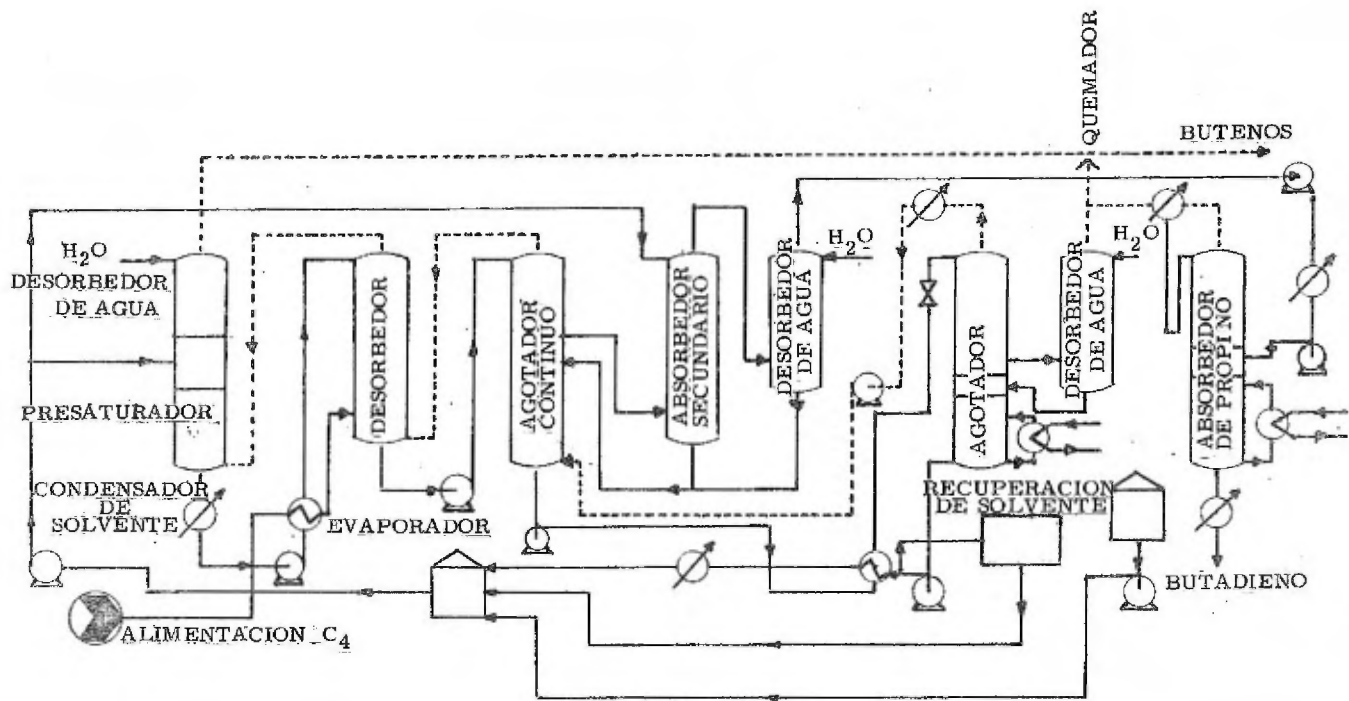 QUEMADOR
BUTENOS
H2O
DESORBEDOR
DE AGUA
PRESATURADOR
CONDENSADOR
DE
SOLVENTE
DESORBEDOR
EVAPORADOR
AGOTADOR
CONTINUO
ABSORBEDOR
SECUNDARIO
DESORBEDOR
DE AGUA
H2O
AGOTADOR
DESORBEDOR
DE AGUA
H2O
ABSORBEDOR
DE PROPINO
RECUPERACION
DE SOLVENTE
BUTADIENO
ALIMENTACION C4